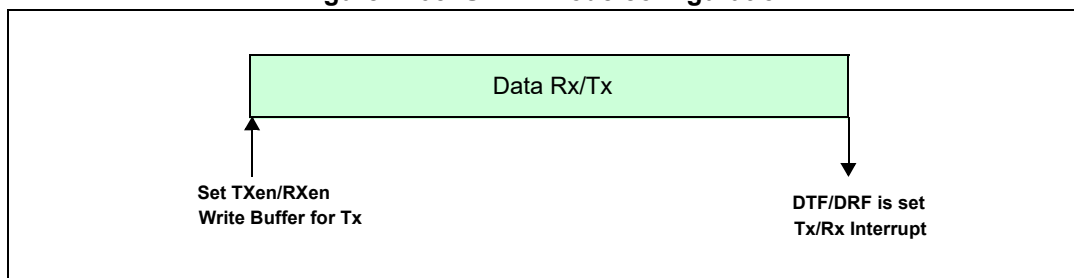 Data Rx/Tx
Set TXen/RXen
Write Buffer for Tx
DTF/DRF is set
Tx/Rx Interrupt